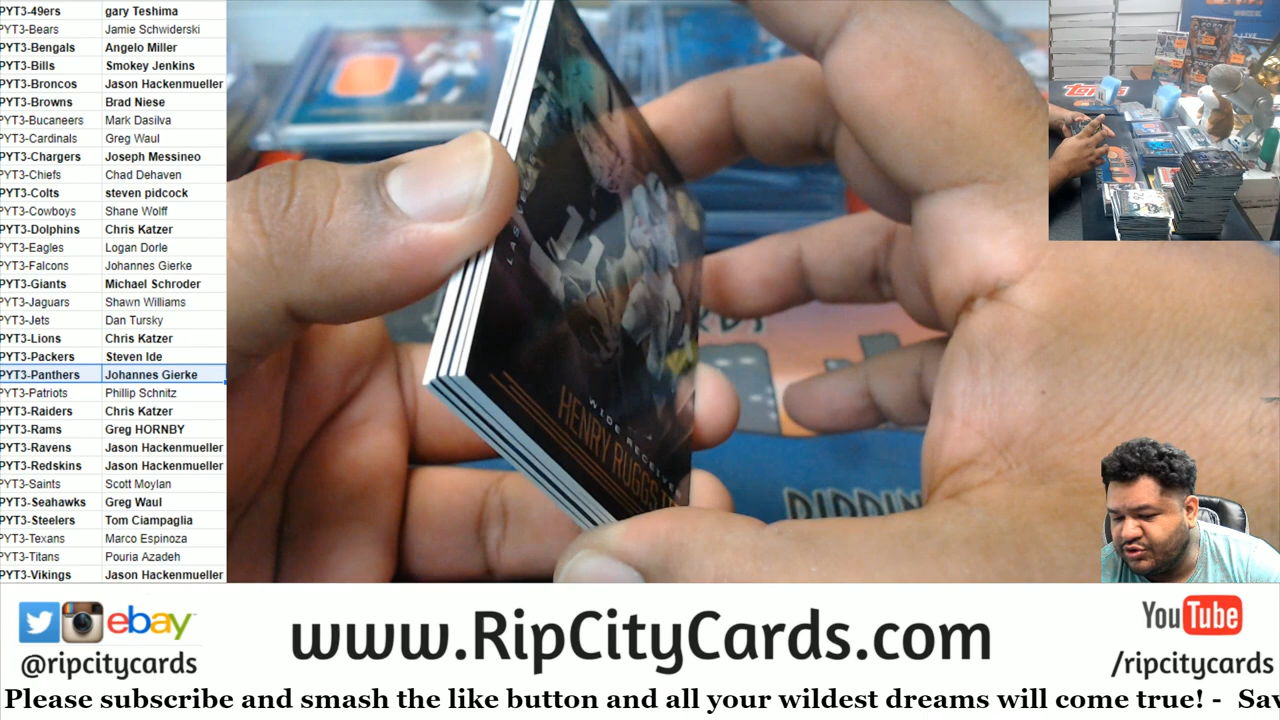 PYT3-49ers gary Teshima
PYT3-Bears Jamie Schwiderski
PYT3-Bengals Angelo Miller
PYT3-Bills Smokey Jenkins
PYT3-Broncos Jason Hackenmueller
PYT3-Browns Brad Niese
PYT3-Bucaneers Mark Dasilva
PYT3-Cardinals Greg Waul
PYT3-Chargers Joseph Messineo
PYT3-Chiefs Chad Dehaven
PYT3-Colts steven pidcock
PYT3-Cowboys Shane Wolff
PYT3-Dolphins Chris Katzer
PYT3-Eagles Logan Dorle
PYT3-Falcons Johannes Gierke
PYT3-Giants Michael Schroder
PYT3-Jaguars Shawn Williams
PYT3-Jets Dan Tursky
PYT3-Lions Chris Katzer
PYT3-Packers Steven Ide
PYT3-Panthers Johannes Gierke
PYT3-Patriots Phillip Schnitz
PYT3-Raiders Chris Katzer
PYT3-Rams Greg HORNBY
PYT3-Ravens Jason Hackenmueller
PYT3-Redskins Jason Hackenmueller
PYT3-Saints Scott Moylan
PYT3-Seahawks Greg Waul
PYT3-Steelers Tom Ciampaglia
PYT3-Texans Marco Espinoza
PYT3-Titans Pouria Azadeh
PYT3-Vikings Jason Hackenmueller
WIDE RECEIVER
HENRY RUGGS III
RIPPIN
Topps
ebay
@ripcitycards
www.RipCityCards.com
YouTube
/ripcitycards
Please subscribe and smash the like button and all your wildest dreams will come true! - Sav